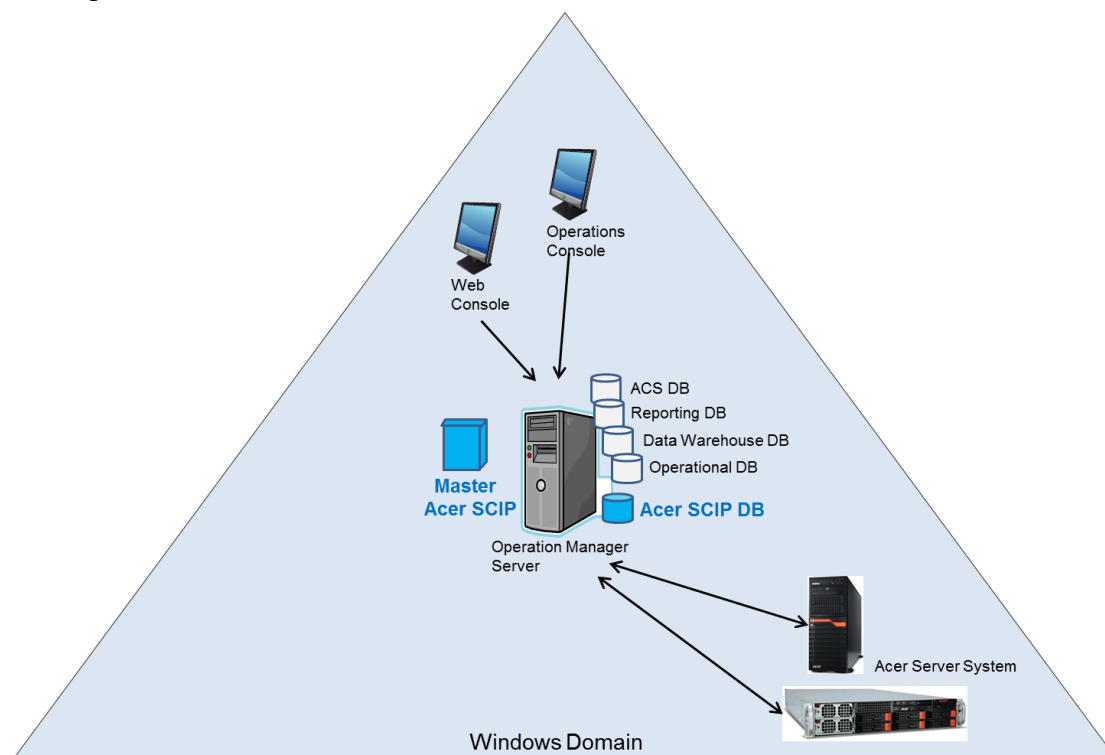 Operations
Console
Web
Console
ACS DB
Reporting DB
Data Warehouse DB
Operational DB
Master
Acer SCIP
Acer SCIP DB
Operation Manager
Server
Acer Server System
Windows Domain